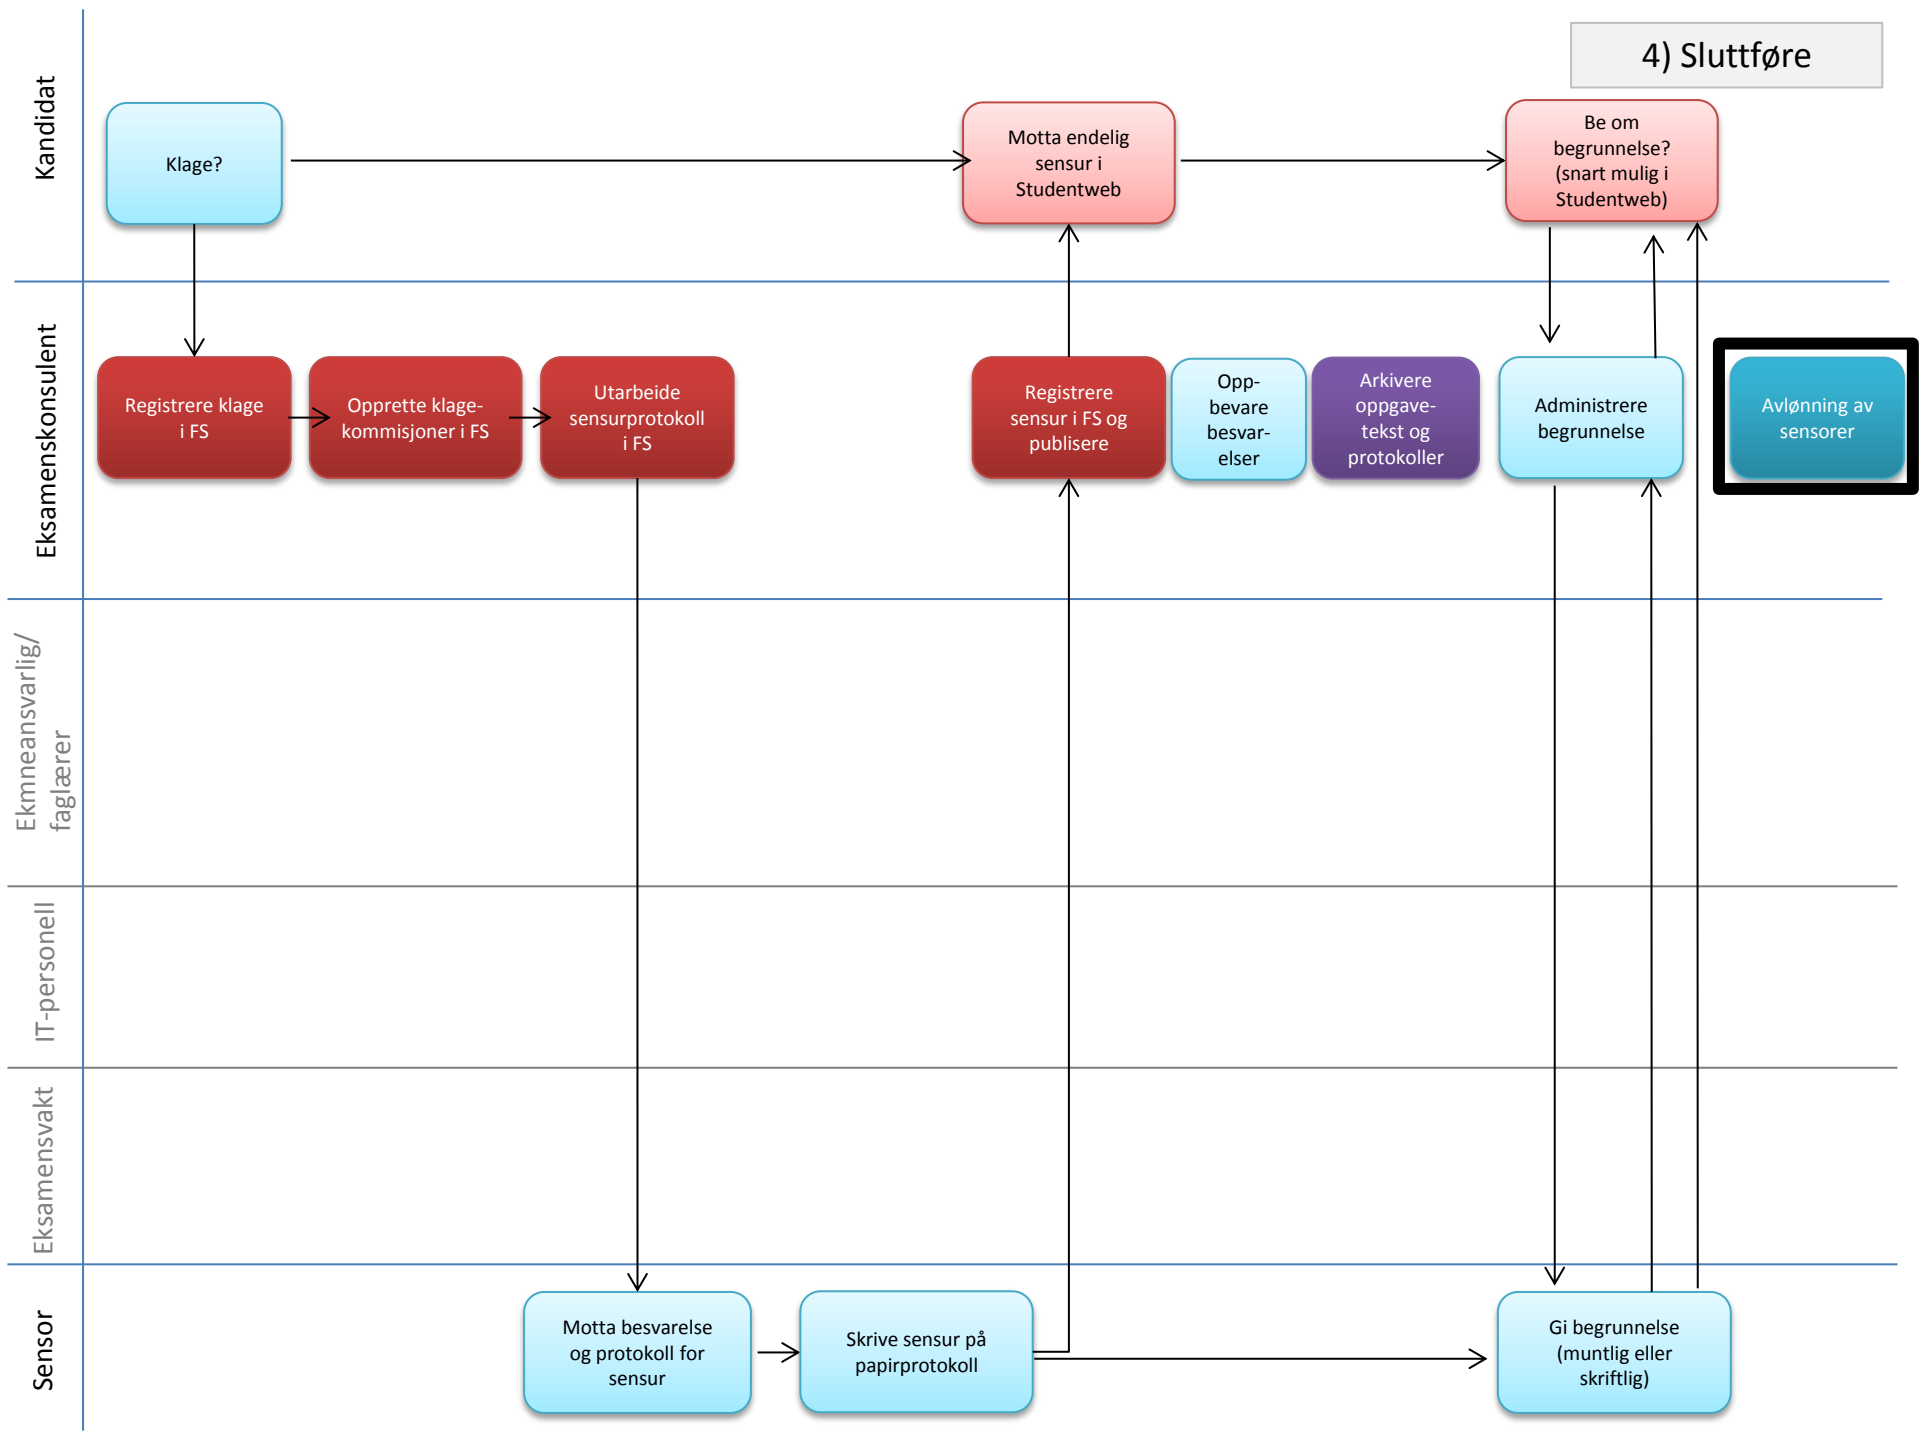 4) Sluttføre
Kandidat
Klage?
Motta endelig
sensur i
Studentweb
Be om
begrunnelse?
(snart mulig i
Studentweb)
Eksamenskonsulent
Registrere klage
i FS
Opprette klage-
kommisjoner i FS
Utarbeide
sensurprotokoll
i FS
Registrere
sensur i FS og
publisere
Opp-
bevare
besvar-
elser
Arkivere
oppgave-
tekst og
protokoller
Administrere
begrunnelse
Avlønning av
sensorer
Ekmneansvarlig/
faglærer
IT-personell
Eksamensvakt
Sensor
Motta besvarelse
og protokoll for
sensur
Skrive sensur på
papirprotokoll
Gi begrunnelse
(muntlig eller
skriftlig)